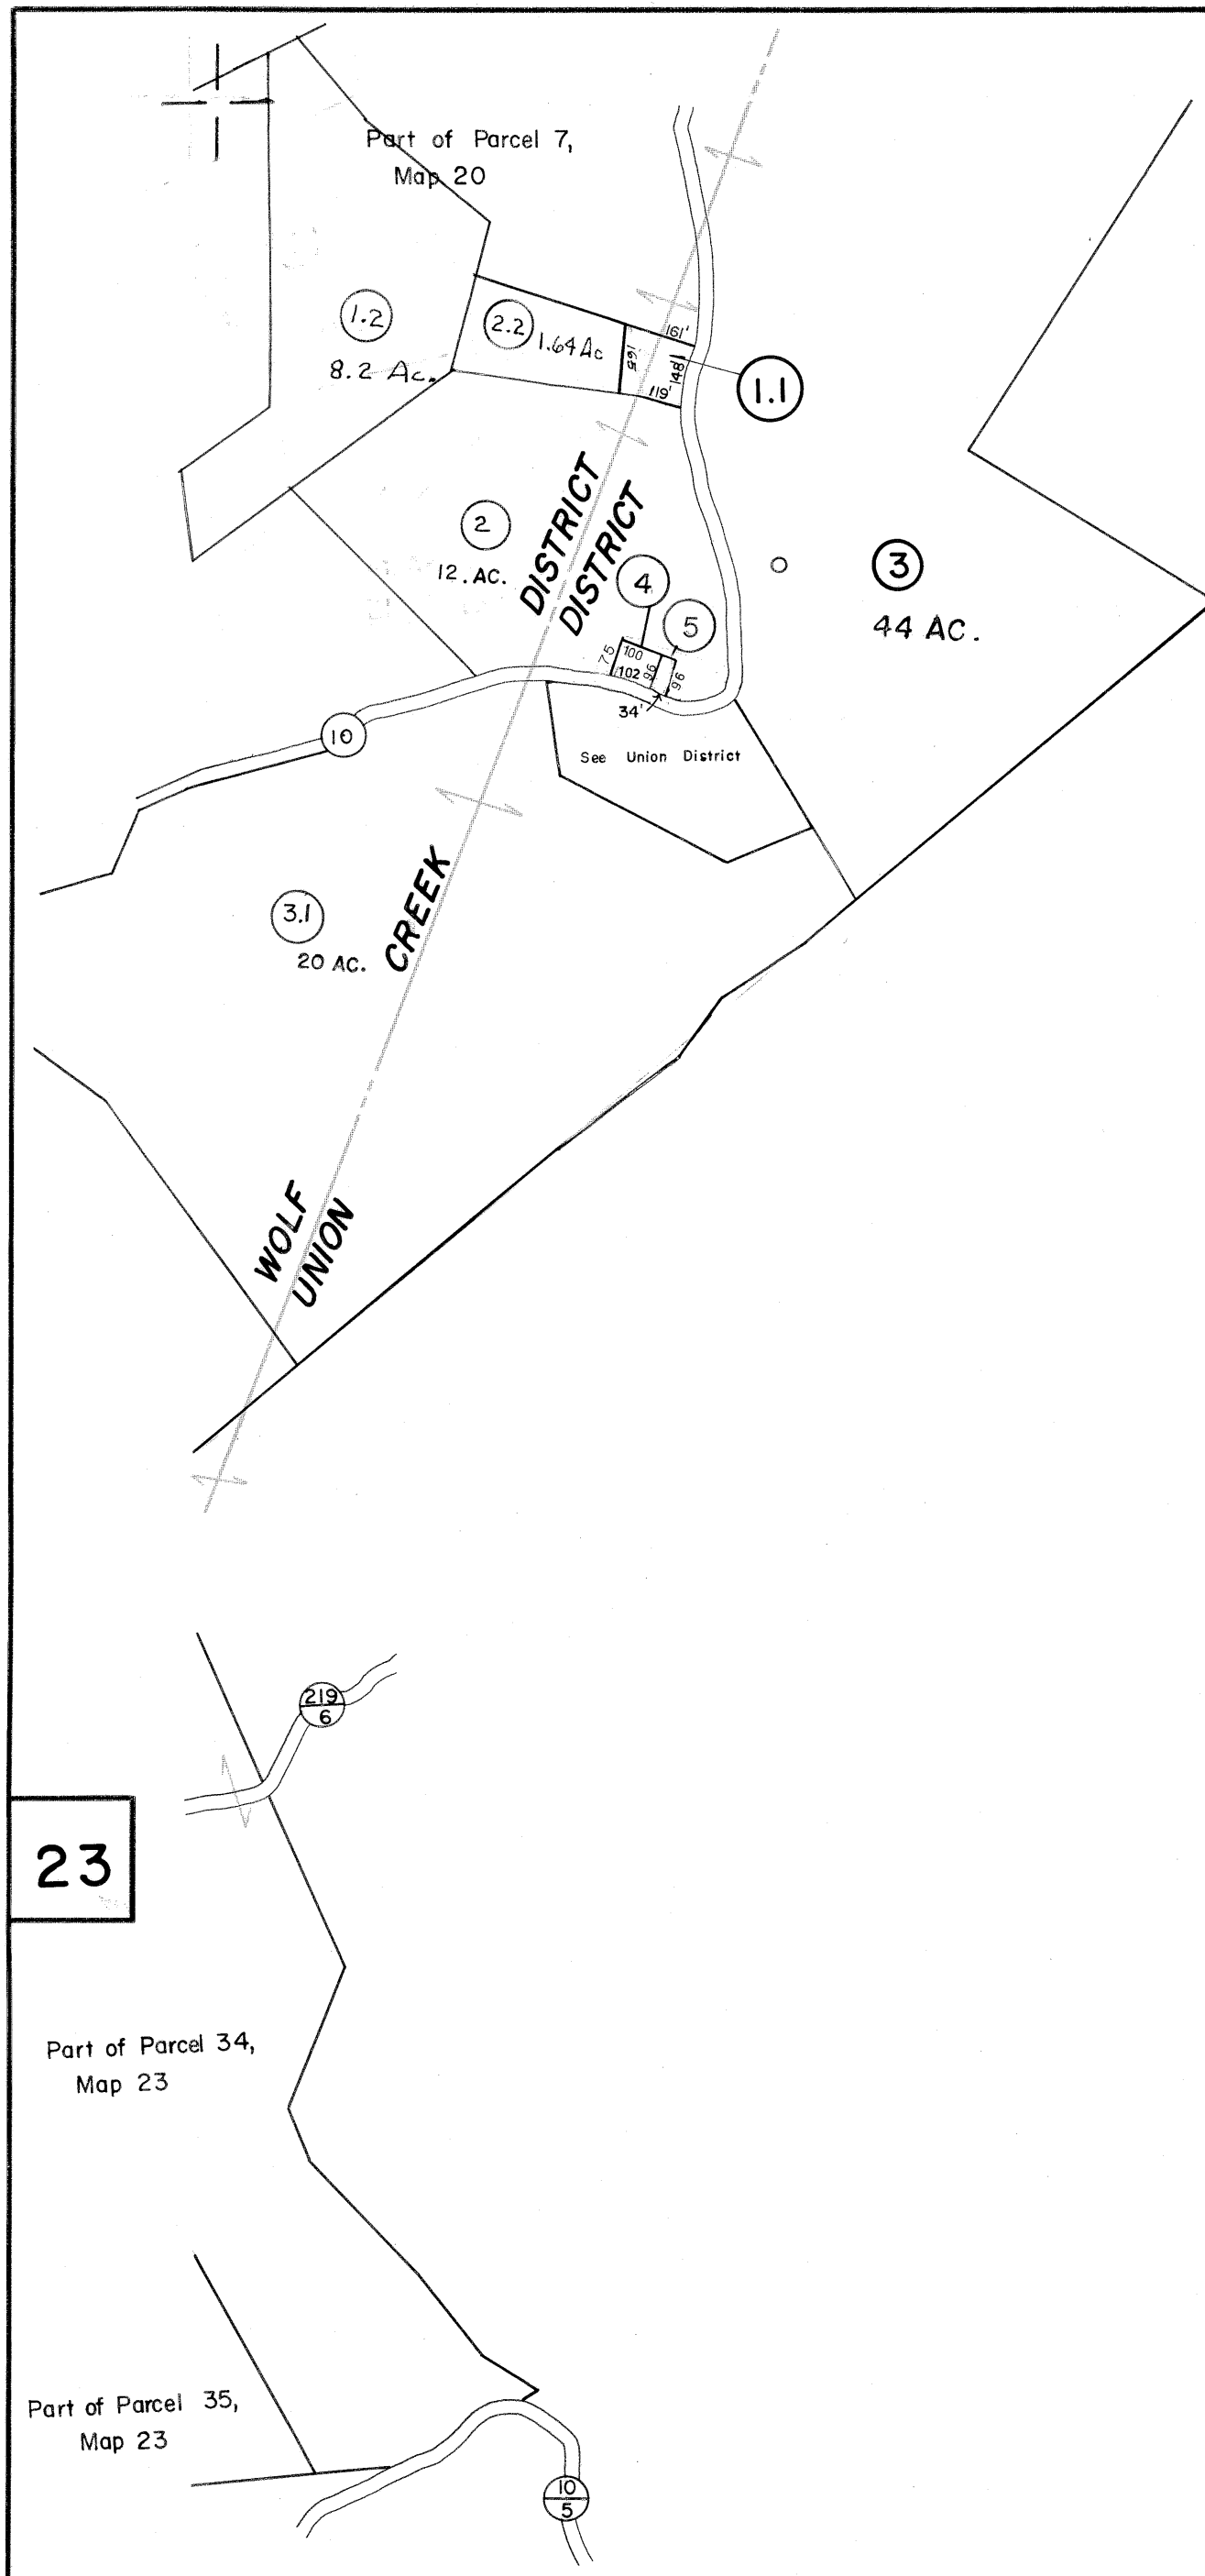 Part of Parcel 7,
Map 20
1.2
8.2 Ac.
2.2
1.64 Ac
161'
165
148'
119'
1.1
DISTRICT
DISTRICT
2
12. AC.
4
5
3
44 AC.
75
100
102
96
96
34'
10
See Union District
3.1
20 AC.
CREEK
WOLF
UNION
219
6
23
Part of Parcel 34,
Map 23
Part of Parcel 35,
Map 23
10
5